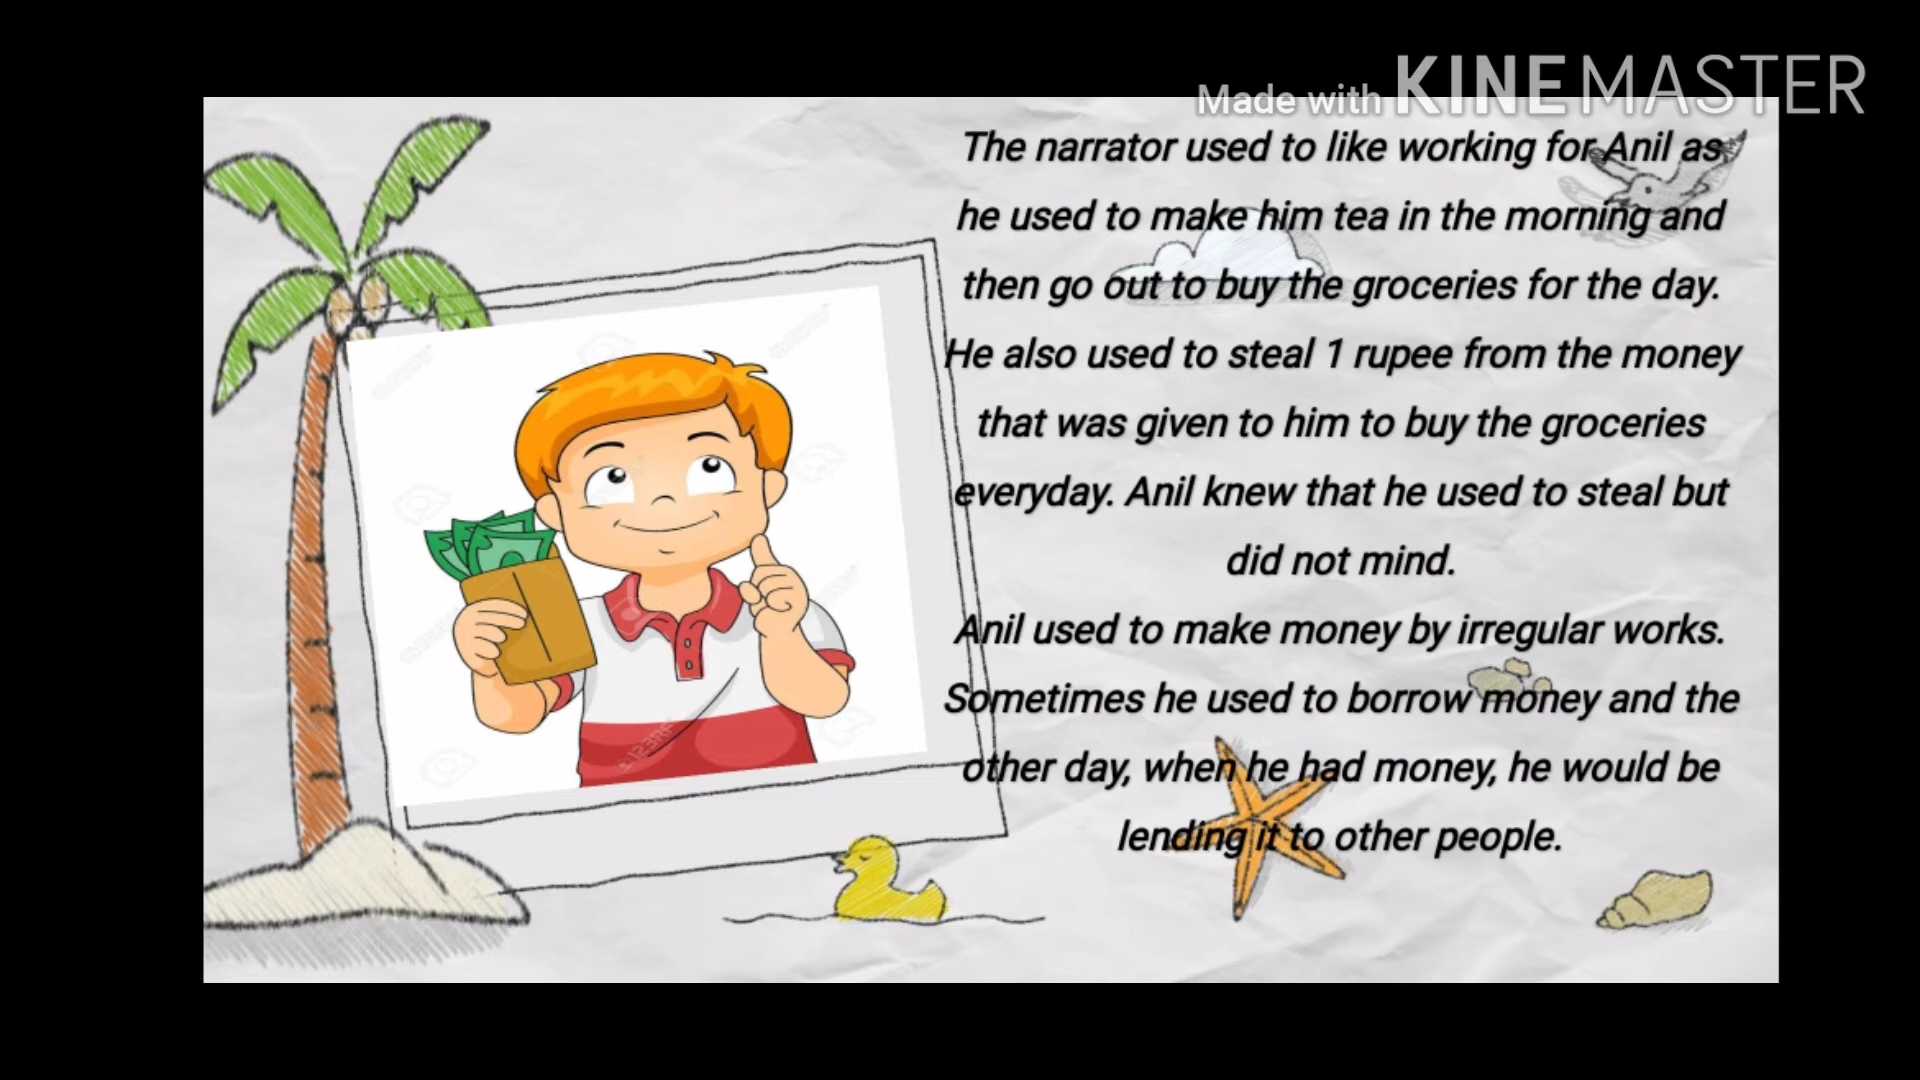 Made with KINEMASTER
The narrator used to like working for Anil as
he used to make him tea in the morning and
then go out to buy the groceries for the day.
He also used to steal 1 rupee from the money
that was given to him to buy the groceries
everyday. Anil knew that he used to steal but
did not mind.
Anil used to make money by irregular works.
Sometimes he used to borrow money and the
other day, when he had money, he would be
lending it to other people.